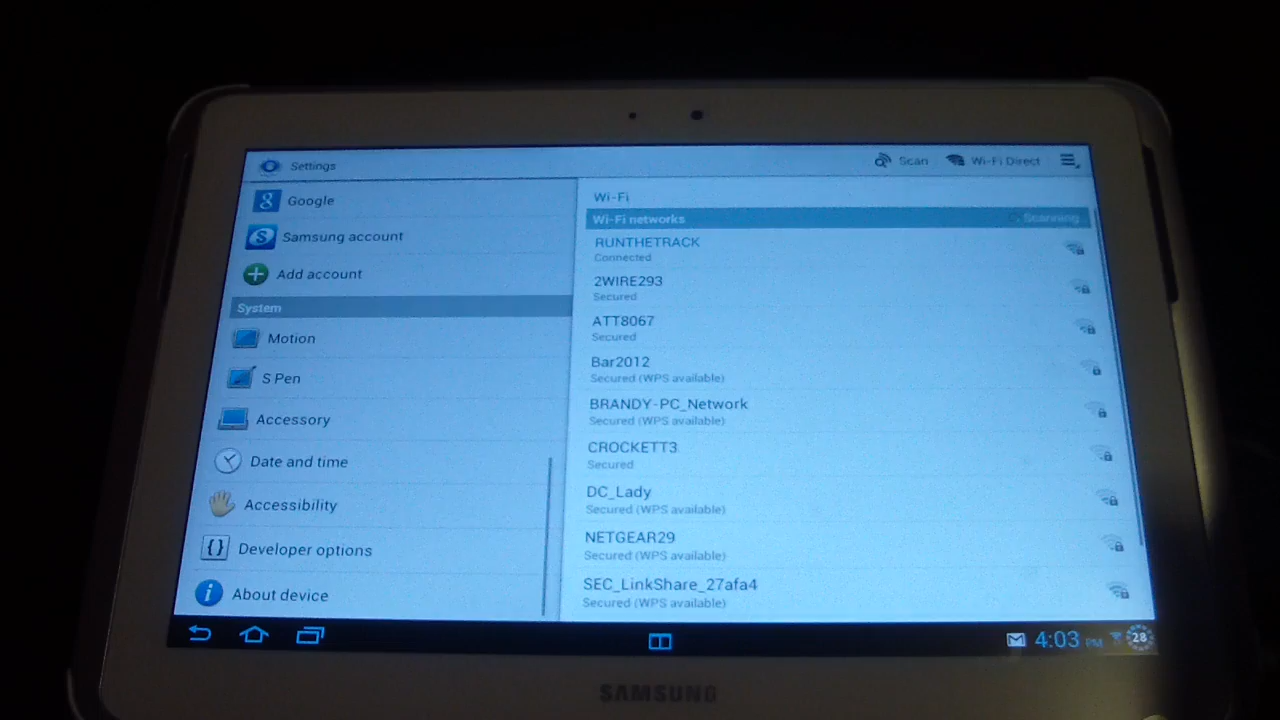 Settings
Scan
Wi-Fi Direct
Google
Samsung account
Add account
System
Motion
S Pen
Accessory
Date and time
Accessibility
{} Developer options
About device
Wi-Fi
Wi-Fi networks
Scanning
RUNTHETRACK
Connected
2WIRE293
Secured
ATT8067
Secured
Bar2012
Secured (WPS available)
BRANDY-PC_Network
Secured (WPS available)
CROCKETT3
Secured
DC_Lady
Secured (WPS available)
NETGEAR29
Secured (WPS available)
SEC_LinkShare_27afa4
Secured (WPS available)
4:03 PM
28
SAMSUNG